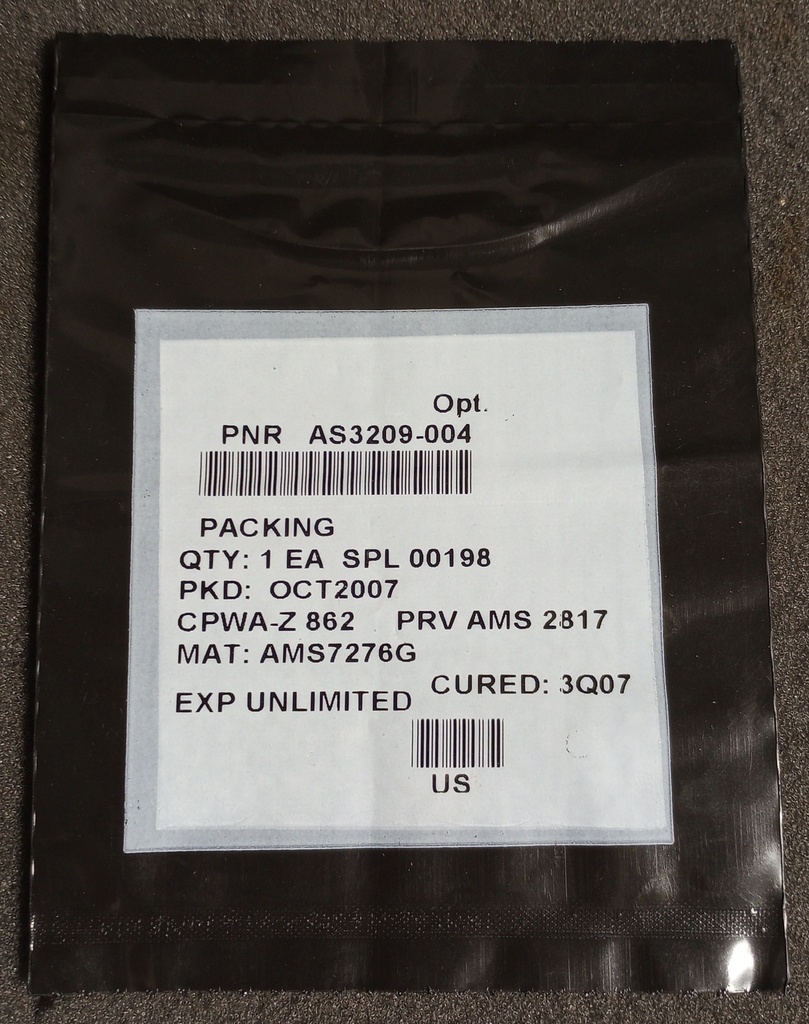 Opt.
PNR AS3209-004
PACKING
QTY: 1 EA SPL 00198
PKD: OCT2007
CPWA-Z 862 PRV AMS 2817
MAT: AMS7276G
CURED: 3Q07
EXP UNLIMITED
US